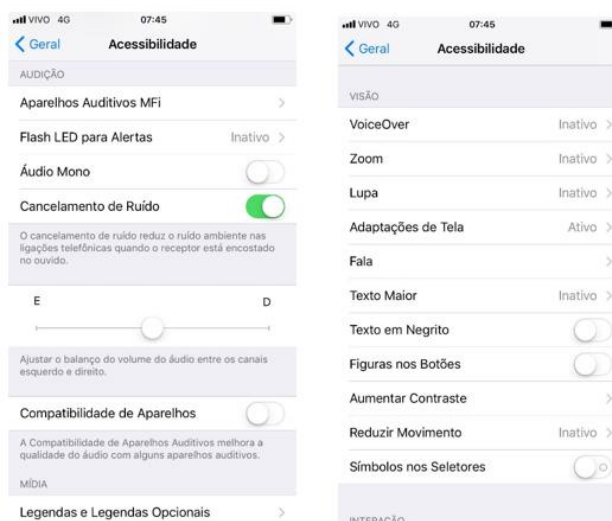 VIVO 4G 07:45
Geral Acessibilidade
AUDIÇÃO
Aparelhos Auditivos MFi
Flash LED para Alertas Inativo
Áudio Mono
Cancelamento de Ruído
O cancelamento de ruído reduz o ruído ambiente nas
ligações telefônicas quando o receptor está encostado
no ouvido.
E D
Ajustar o balanço do volume do áudio entre os canais
esquerdo e direito.
Compatibilidade de Aparelhos
A Compatibilidade de Aparelhos Auditivos melhora a
qualidade do áudio com alguns aparelhos auditivos.
MÍDIA
Legendas e Legendas Opcionais
VIVO 4G 07:45
Geral Acessibilidade
VISÃO
VoiceOver Inativo
Zoom Inativo
Lupa Inativo
Adaptações de Tela Ativo
Fala
Texto Maior Inativo
Texto em Negrito
Figuras nos Botões
Aumentar Contraste
Reduzir Movimento Inativo
Símbolos nos Seletores
INTERAÇÃO